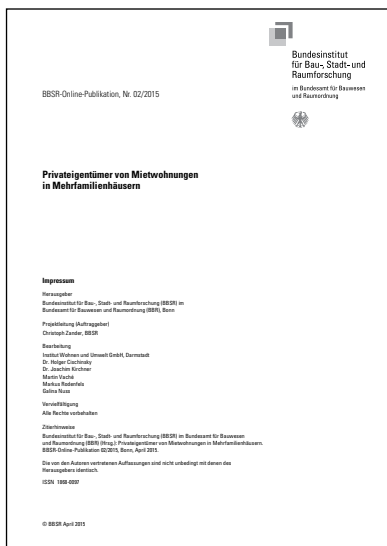 Bundesinstitut
für Bau-, Stadt- und
Raumforschung
im Bundesamt für Bauwesen
und Raumordnung
BBSR-Online-Publikation, Nr. 02/2015
Privateigentümer von Mietwohnungen
in Mehrfamilienhäusern
Impressum
Herausgeber
Bundesinstitut für Bau-, Stadt- und Raumforschung (BBSR) im
Bundesamt für Bauwesen und Raumordnung (BBR), Bonn
Projektleitung (Auftraggeber)
Christoph Zander, BBSR
Bearbeitung
Institut Wohnen und Umwelt GmbH, Darmstadt
Dr. Holger Cischinsky
Dr. Joachim Kirchner
Martin Vaché
Markus Rodenfels
Galina Nuss
Vervielfältigung
Alle Rechte vorbehalten
Zitierhinweise
Bundesinstitut für Bau-, Stadt- und Raumforschung (BBSR) im Bundesamt für Bauwesen
und Raumordnung (BBR) (Hrsg.): Privateigentümer von Mietwohnungen in Mehrfamilienhäusern.
BBSR-Online-Publikation 02/2015, Bonn, April 2015.
Die von den Autoren vertretenen Auffassungen sind nicht unbedingt mit denen des
Herausgebers identisch.
ISSN 1868-0097
© BBSR April 2015